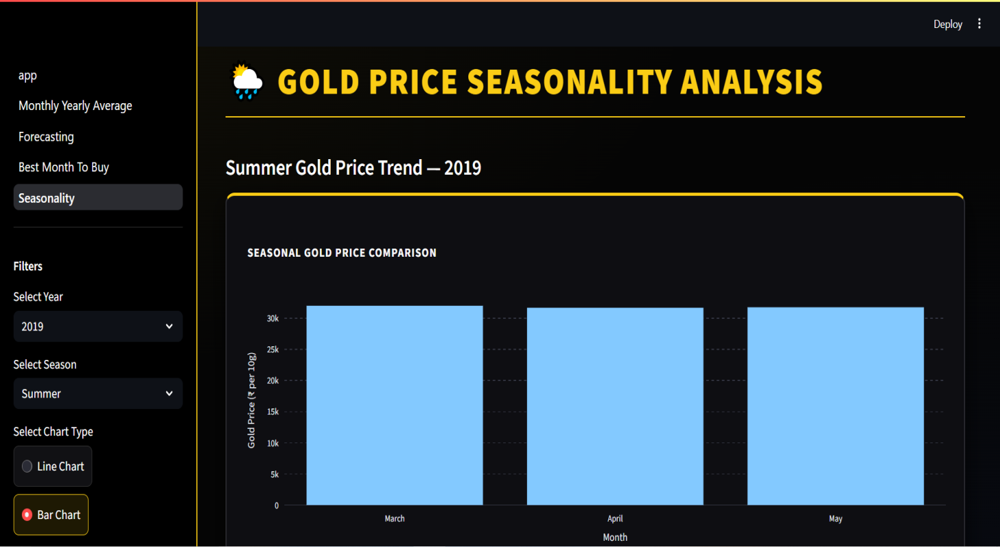 Deploy
app
Monthly Yearly Average
Forecasting
Best Month To Buy
Seasonality
Filters
Select Year
2019
Select Season
Summer
Select Chart Type
Line Chart
Bar Chart
GOLD PRICE SEASONALITY ANALYSIS
Summer Gold Price Trend — 2019
SEASONAL GOLD PRICE COMPARISON
Gold Price (₹ per 10g)
30k
25k
20k
15k
10k
5k
0
March April May
Month